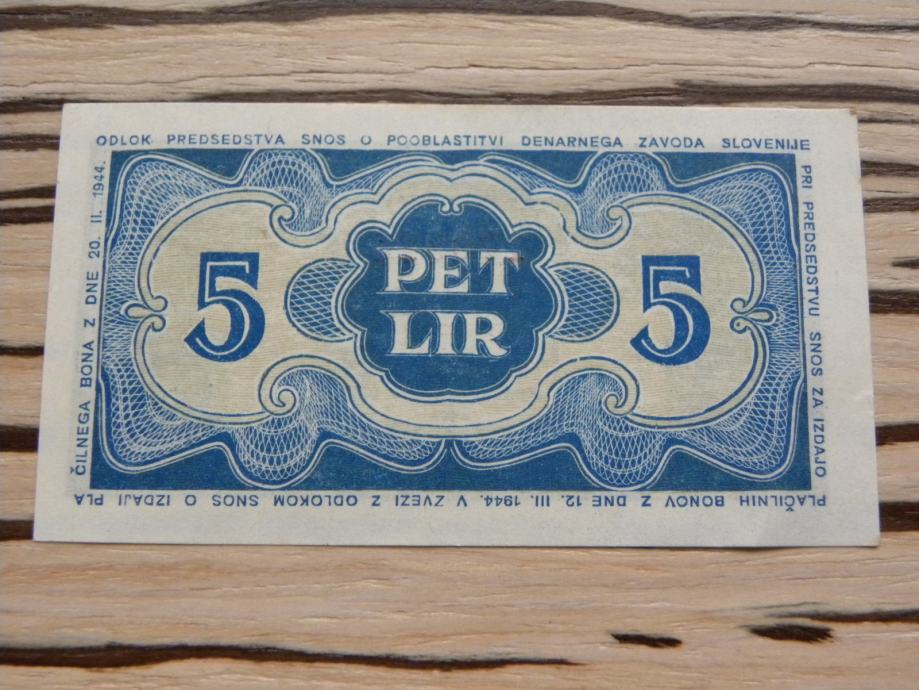 ODLOK PREDSEDSTVA SNOS O POOBLASTITVI DENARNEGA ZAVODA SLOVENIJE
PRI PREDSEDSTVU SNOS ZA IZDAJO
PLAČILNIH BONOV Z DNE 12. III. 1944. V ZVEZI Z ODLOKOM SNOS O IZDAJI PLA
ČILNEGA BONA Z DNE 20. II. 1944.
5
PET
LIR
5